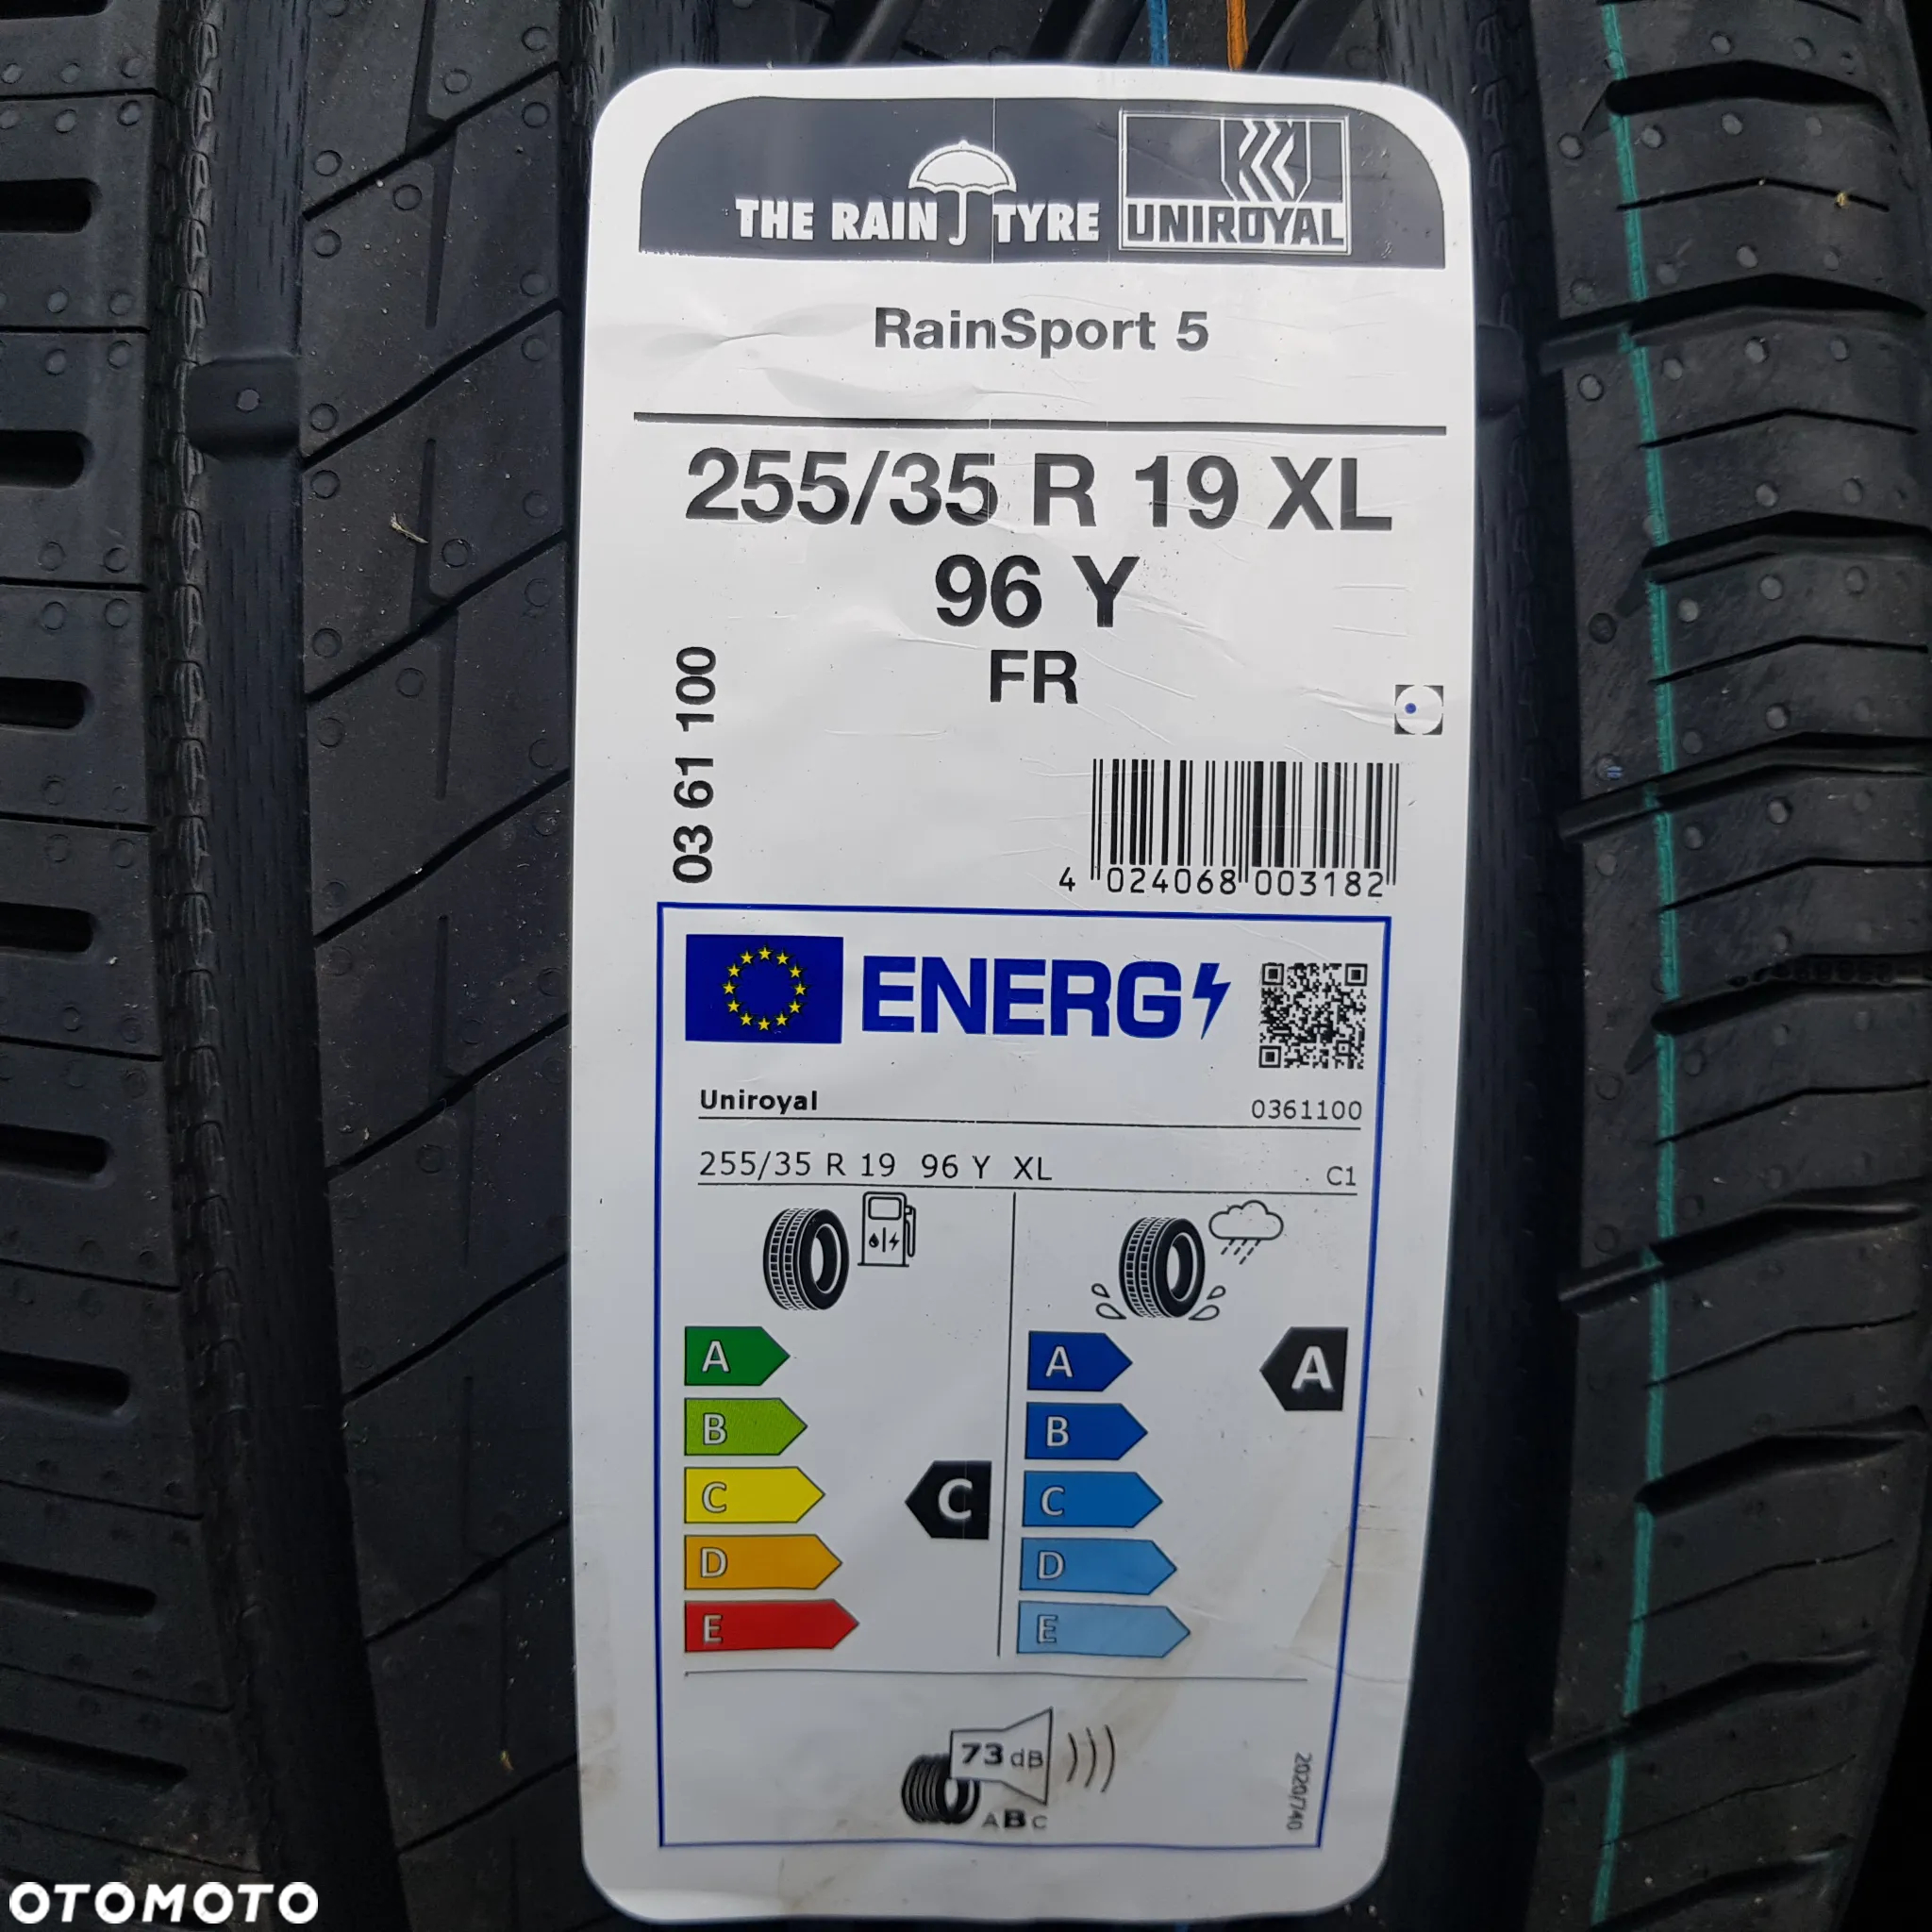 THE RAIN TYRE
UNIROYAL
RainSport 5
255/35 R 19 XL
96 Y
FR
03 61 100
4 024068 003182
ENERG
Uniroyal
0361100
255/35 R 19 96 Y XL
C1
A
B
C
D
E
C
A
B
C
D
E
A
73 dB
ABC
2020/740
OTOMOTO